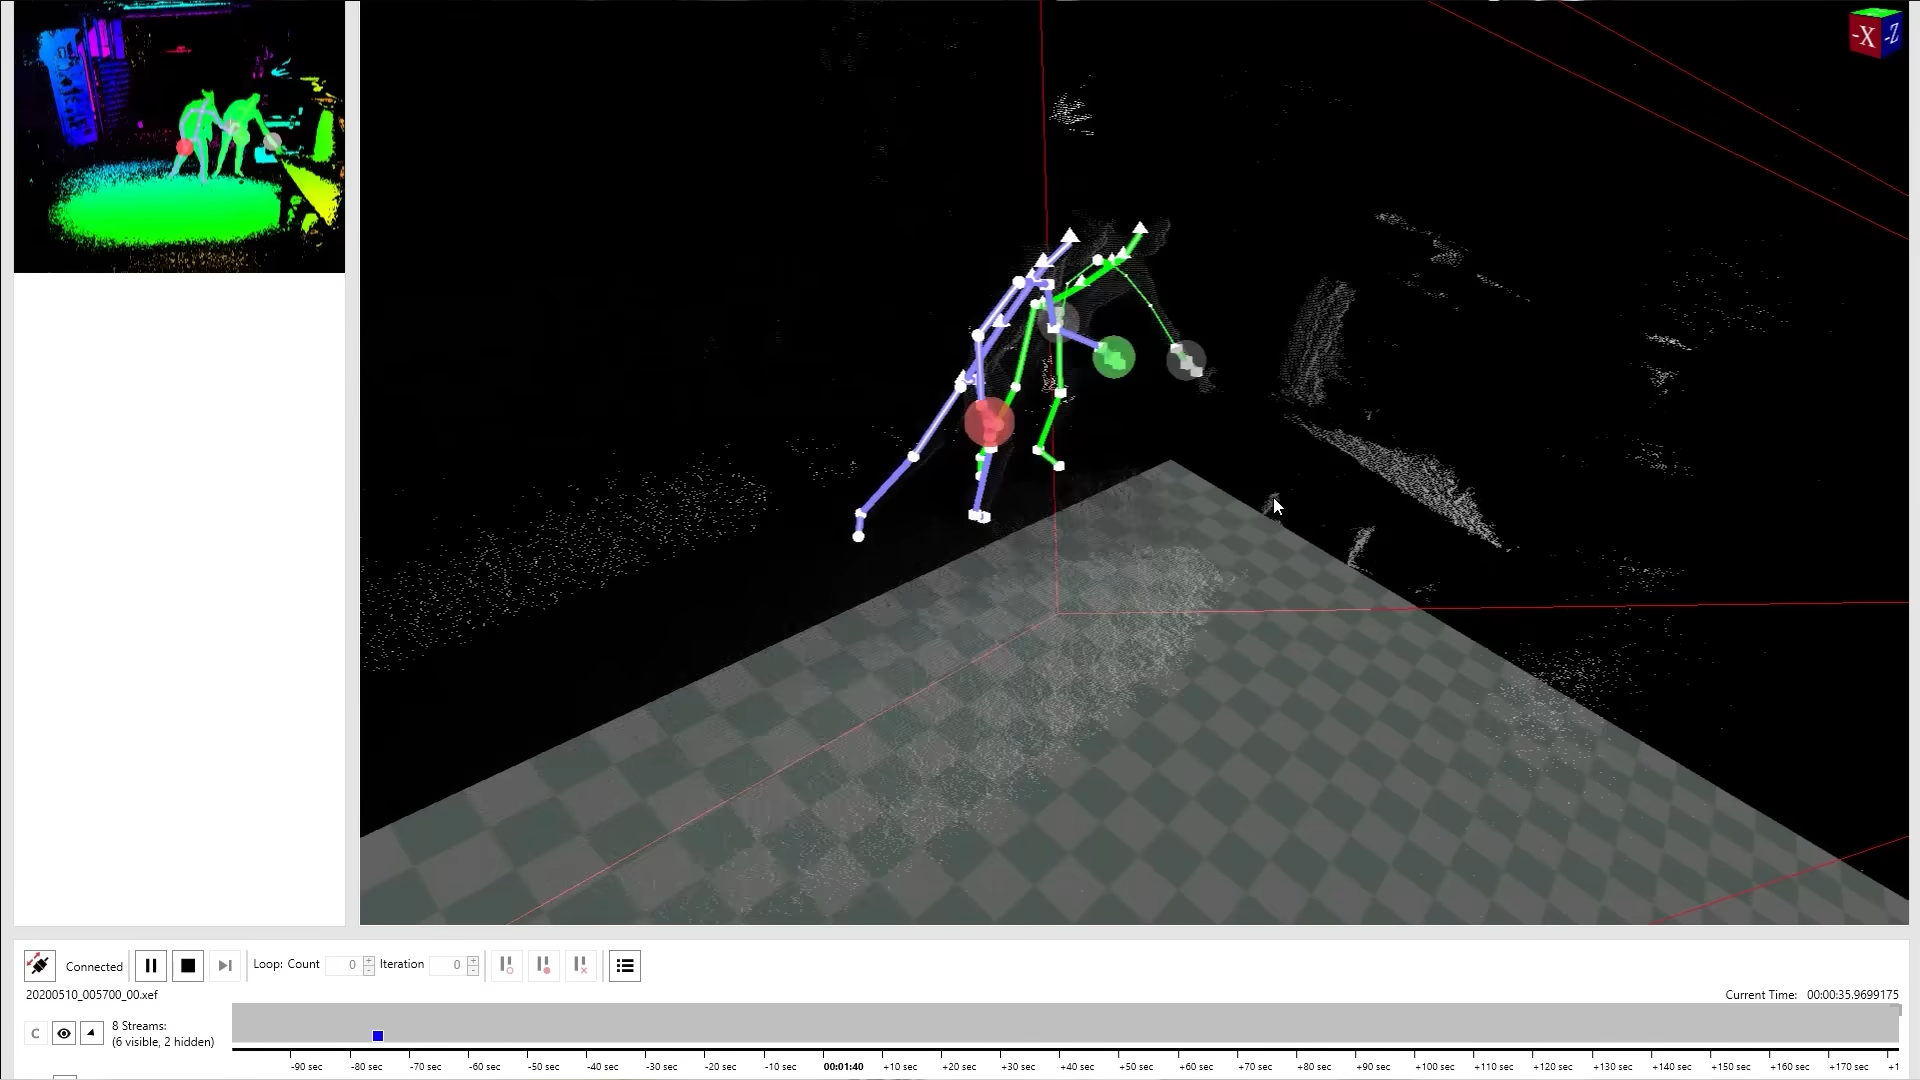 -X
-Z
Connected
Loop: Count
0
Iteration
0
20200510_005700_00.xef
Current Time: 00:00:35.9699175
C
8 Streams:
(6 visible, 2 hidden)
-90 sec -80 sec -70 sec -60 sec -50 sec -40 sec -30 sec -20 sec -10 sec 00:01:40 +10 sec +20 sec +30 sec +40 sec +50 sec +60 sec +70 sec +80 sec +90 sec +100 sec +110 sec +120 sec +130 sec +140 sec +150 sec +160 sec +170 sec +1